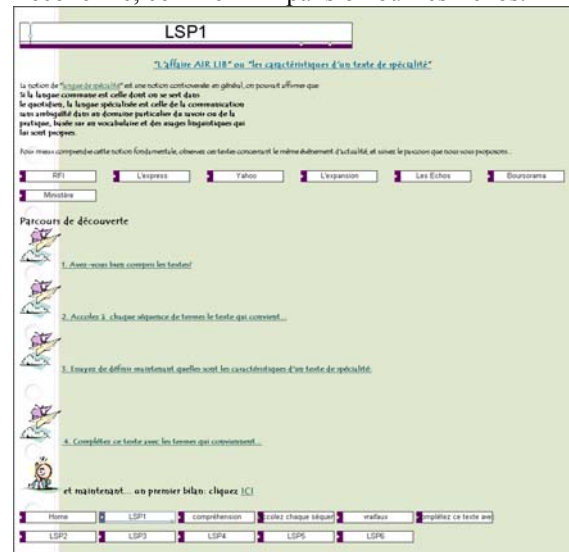 LSP1
"L'affaire AIR LIB" ou "les caractéristiques d'un texte de spécialité"
La notion de "langue de spécialité" est une notion controversée en général, on pourrait affirmer que
Si la langue commune est celle dont on se sert dans
le quotidien, la langue spécialisée est celle de la communication
sans ambiguïté dans un domaine particulier du savoir ou de la
pratique, basée sur un vocabulaire et des usages linguistiques qui
lui sont propres.
Pour mieux comprendre cette notion fondamentale, observez ces textes concernant le même événement d'actualité, et suivez le parcours que nous vous proposons...
RFI L'express Yahoo L'expansion Les Echos Boursorama
Ministère
Parcours de découverte
1. Avez-vous bien compris les textes?
2. Accolez à chaque séquence de termes le texte qui convient...
3. Essayez de définir maintenant quelles sont les caractéristiques d'un texte de spécialité.
4. Complétez ce texte avec les termes qui conviennent...
et maintenant... un premier bilan: cliquez ICI
Home LSP1 compréhension ccolez chaque séquen vraifaux omplétez ce texte ave
LSP2 LSP3 LSP4 LSP5 LSP6